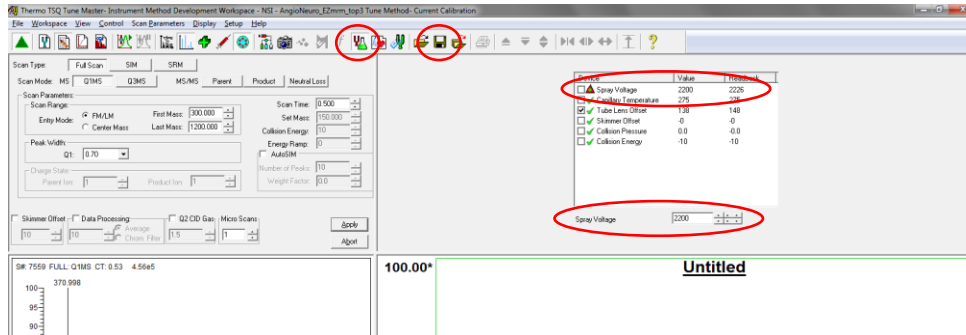 Thermo TSQ Tune Master- Instrument Method Development Workspace - NSI - AngioNeuro_EZmrm_top3 Tune Method- Current Calibration
File Workspace View Control Scan Parameters Display Setup Help
Scan Type: Full Scan SIM SRM
Scan Mode: MS Q1MS Q3MS MS/MS Parent Product Neutral Loss
Scan Parameters:
Scan Range:
Entry Mode: FM/LM First Mass: 300.000
Center Mass Last Mass: 1200.000
Scan Time: 0.500
Set Mass: 150.000
Collision Energy: 10
Energy Ramp: 0
Peak Width:
Q1: 0.70
AutoSIM
Number of Peaks: 10
Weight Factor: 0.0
Charge State:
Parent Ion: 1 Product Ion: 1
Skimmer Offset Data Processing: Q2 CID Gas: Micro Scans:
10 10 Average 1.5 1
Chrom Filter
Apply
Abort
Device Value Readback
Spray Voltage 2200 2226
Capillary Temperature 275 275
Tube Lens Offset 138 148
Skimmer Offset -0 -0
Collision Pressure 0.0 -0.0
Collision Energy -10 -10
Spray Voltage 2200
S#: 7559 FULL: Q1MS CT: 0.53 4.56e5
370.998
100
95
90
100.00*
Untitled